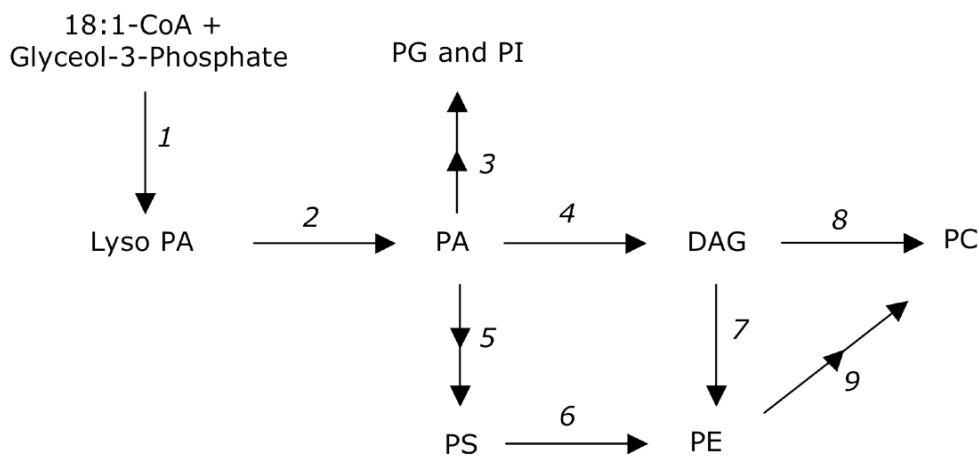 18:1-CoA +
Glyceol-3-Phosphate
PG and PI
1
3
Lyso PA
2
PA
4
DAG
8
PC
5
7
9
PS
6
PE